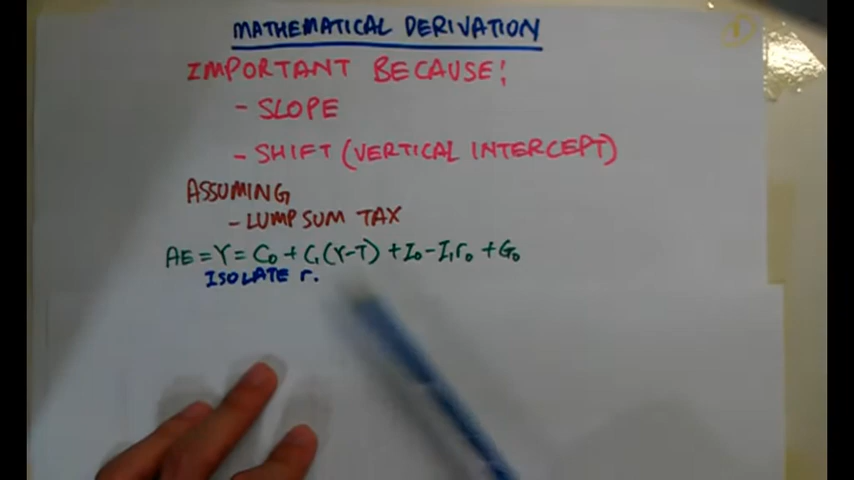 MATHEMATICAL DERIVATION
IMPORTANT BECAUSE:
- SLOPE
- SHIFT (VERTICAL INTERCEPT)
ASSUMING
- LUMP SUM TAX
AE = Y = C₀ + C₁(Y-T) + I₀ - I₁r₀ + G₀
ISOLATE r.